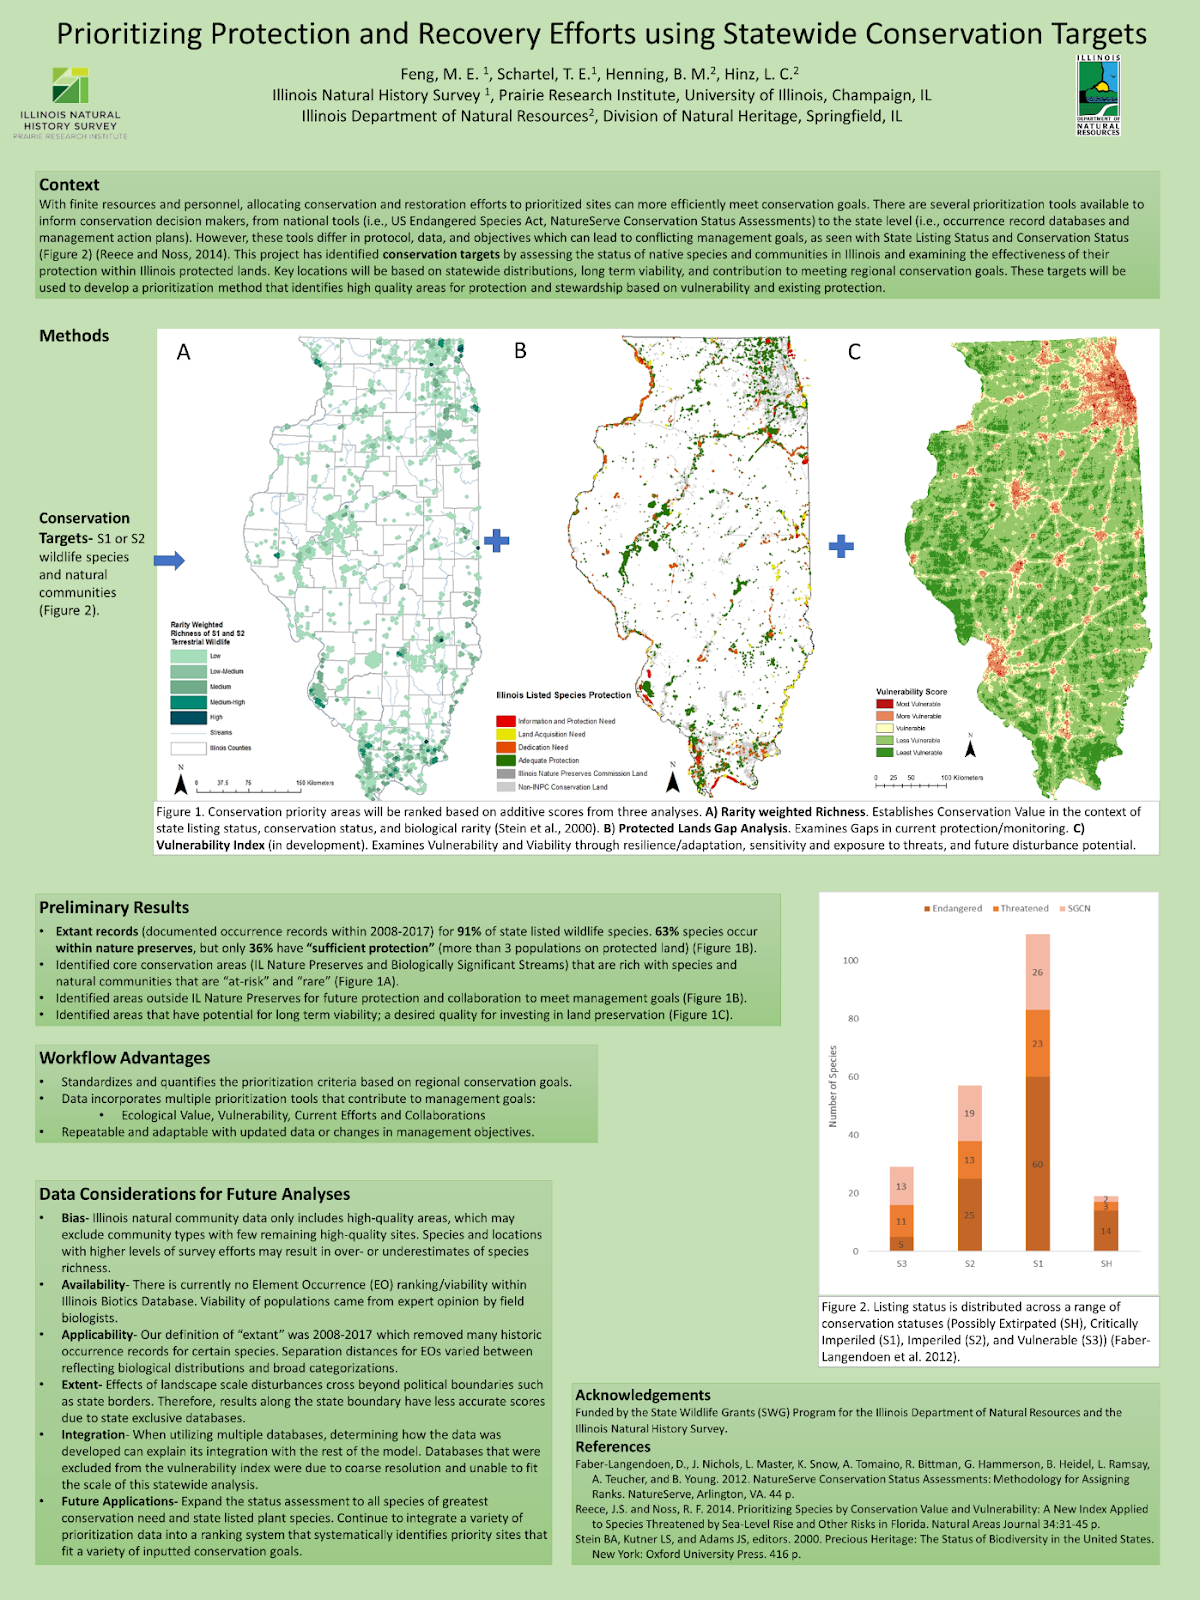 Prioritizing Protection and Recovery Efforts using Statewide Conservation Targets
Feng, M. E. 1, Schartel, T. E.1, Henning, B. M.2, Hinz, L. C.2
Illinois Natural History Survey 1, Prairie Research Institute, University of Illinois, Champaign, IL
Illinois Department of Natural Resources2, Division of Natural Heritage, Springfield, IL
ILLINOIS NATURAL
HISTORY SURVEY
PRAIRIE RESEARCH INSTITUTE
ILLINOIS
DEPARTMENT OF
NATURAL
RESOURCES
Context
With finite resources and personnel, allocating conservation and restoration efforts to prioritized sites can more efficiently meet conservation goals. There are several prioritization tools available to
inform conservation decision makers, from national tools (i.e., US Endangered Species Act, NatureServe Conservation Status Assessments) to the state level (i.e., occurrence record databases and
management action plans). However, these tools differ in protocol, data, and objectives which can lead to conflicting management goals, as seen with State Listing Status and Conservation Status
(Figure 2) (Reece and Noss, 2014). This project has identified conservation targets by assessing the status of native species and communities in Illinois and examining the effectiveness of their
protection within Illinois protected lands. Key locations will be based on statewide distributions, long term viability, and contribution to meeting regional conservation goals. These targets will be
used to develop a prioritization method that identifies high quality areas for protection and stewardship based on vulnerability and existing protection.
Methods
Conservation
Targets- S1 or S2
wildlife species
and natural
communities
(Figure 2).
A
Rarity Weighted
Richness of S1 and S2
Terrestrial Wildlife
Low
Low-Medium
Medium
Medium-High
High
Streams
Illinois Counties
N
0 37.5 75 150 Kilometers
B
Illinois Listed Species Protection
Information and Protection Need
Land Acquisition Need
Dedication Need
Adequate Protection
Illinois Nature Preserves Commission Land
Non-INPC Conservation Land
N
C
Vulnerability Score
Most Vulnerable
More Vulnerable
Vulnerable
Less Vulnerable
Least Vulnerable
N
0 25 50 100 Kilometers
Figure 1. Conservation priority areas will be ranked based on additive scores from three analyses. A) Rarity weighted Richness. Establishes Conservation Value in the context of
state listing status, conservation status, and biological rarity (Stein et al., 2000). B) Protected Lands Gap Analysis. Examines Gaps in current protection/monitoring. C)
Vulnerability Index (in development). Examines Vulnerability and Viability through resilience/adaptation, sensitivity and exposure to threats, and future disturbance potential.
Preliminary Results
• Extant records (documented occurrence records within 2008-2017) for 91% of state listed wildlife species. 63% species occur
within nature preserves, but only 36% have “sufficient protection” (more than 3 populations on protected land) (Figure 1B).
• Identified core conservation areas (IL Nature Preserves and Biologically Significant Streams) that are rich with species and
natural communities that are “at-risk” and “rare” (Figure 1A).
• Identified areas outside IL Nature Preserves for future protection and collaboration to meet management goals (Figure 1B).
• Identified areas that have potential for long term viability; a desired quality for investing in land preservation (Figure 1C).
Workflow Advantages
• Standardizes and quantifies the prioritization criteria based on regional conservation goals.
• Data incorporates multiple prioritization tools that contribute to management goals:
• Ecological Value, Vulnerability, Current Efforts and Collaborations
• Repeatable and adaptable with updated data or changes in management objectives.
Data Considerations for Future Analyses
• Bias- Illinois natural community data only includes high-quality areas, which may
exclude community types with few remaining high-quality sites. Species and locations
with higher levels of survey efforts may result in over- or underestimates of species
richness.
• Availability- There is currently no Element Occurrence (EO) ranking/viability within
Illinois Biotics Database. Viability of populations came from expert opinion by field
biologists.
• Applicability- Our definition of “extant” was 2008-2017 which removed many historic
occurrence records for certain species. Separation distances for EOs varied between
reflecting biological distributions and broad categorizations.
• Extent- Effects of landscape scale disturbances cross beyond political boundaries such
as state borders. Therefore, results along the state boundary have less accurate scores
due to state exclusive databases.
• Integration- When utilizing multiple databases, determining how the data was
developed can explain its integration with the rest of the model. Databases that were
excluded from the vulnerability index were due to coarse resolution and unable to fit
the scale of this statewide analysis.
• Future Applications- Expand the status assessment to all species of greatest
conservation need and state listed plant species. Continue to integrate a variety of
prioritization data into a ranking system that systematically identifies priority sites that
fit a variety of inputted conservation goals.
Endangered Threatened SGCN
Number of Species
100
80
60
40
20
0
13
11
5
19
13
25
26
23
60
2
3
14
S3 S2 S1 SH
Figure 2. Listing status is distributed across a range of
conservation statuses (Possibly Extirpated (SH), Critically
Imperiled (S1), Imperiled (S2), and Vulnerable (S3)) (Faber-
Langendoen et al. 2012).
Acknowledgements
Funded by the State Wildlife Grants (SWG) Program for the Illinois Department of Natural Resources and the
Illinois Natural History Survey.
References
Faber-Langendoen, D., J. Nichols, L. Master, K. Snow, A. Tomaino, R. Bittman, G. Hammerson, B. Heidel, L. Ramsay,
A. Teucher, and B. Young. 2012. NatureServe Conservation Status Assessments: Methodology for Assigning
Ranks. NatureServe, Arlington, VA. 44 p.
Reece, J.S. and Noss, R. F. 2014. Prioritizing Species by Conservation Value and Vulnerability: A New Index Applied
to Species Threatened by Sea-Level Rise and Other Risks in Florida. Natural Areas Journal 34:31-45 p.
Stein BA, Kutner LS, and Adams JS, editors. 2000. Precious Heritage: The Status of Biodiversity in the United States.
New York: Oxford University Press. 416 p.